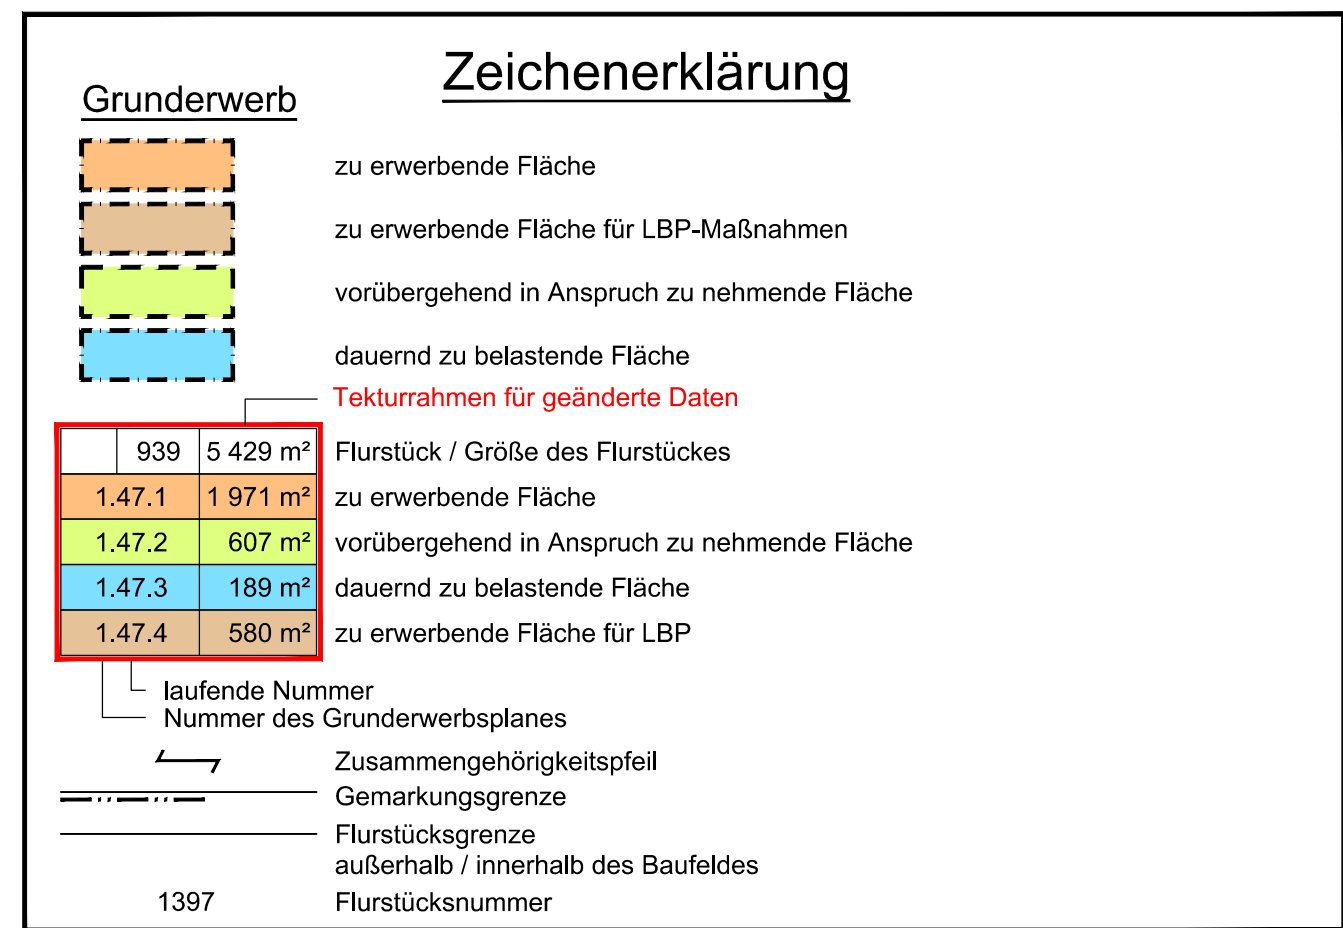 Zeichenerklärung
Grunderwerb
zu erwerbende Fläche
zu erwerbende Fläche für LBP-Maßnahmen
vorübergehend in Anspruch zu nehmende Fläche
dauernd zu belastende Fläche
Tekturrahmen für geänderte Daten
939 5 429 m² Flurstück / Größe des Flurstückes
1.47.1 1 971 m² zu erwerbende Fläche
1.47.2 607 m² vorübergehend in Anspruch zu nehmende Fläche
1.47.3 189 m² dauernd zu belastende Fläche
1.47.4 580 m² zu erwerbende Fläche für LBP
laufende Nummer
Nummer des Grunderwerbsplanes
Zusammengehörigkeitspfeil
Gemarkungsgrenze
Flurstücksgrenze
außerhalb / innerhalb des Baufeldes
1397 Flurstücksnummer